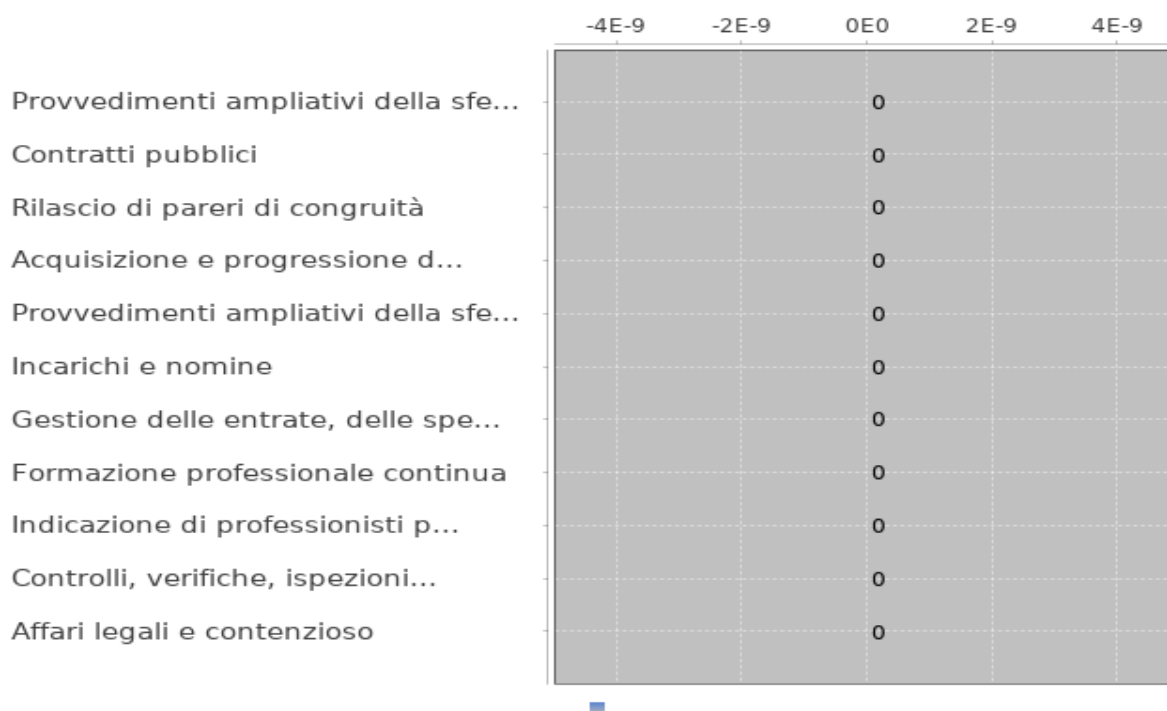 -4E-9 -2E-9 0E0 2E-9 4E-9
Provvedimenti ampliativi della sfe... 0
Contratti pubblici 0
Rilascio di pareri di congruità 0
Acquisizione e progressione d... 0
Provvedimenti ampliativi della sfe... 0
Incarichi e nomine 0
Gestione delle entrate, delle spe... 0
Formazione professionale continua 0
Indicazione di professionisti p... 0
Controlli, verifiche, ispezioni... 0
Affari legali e contenzioso 0